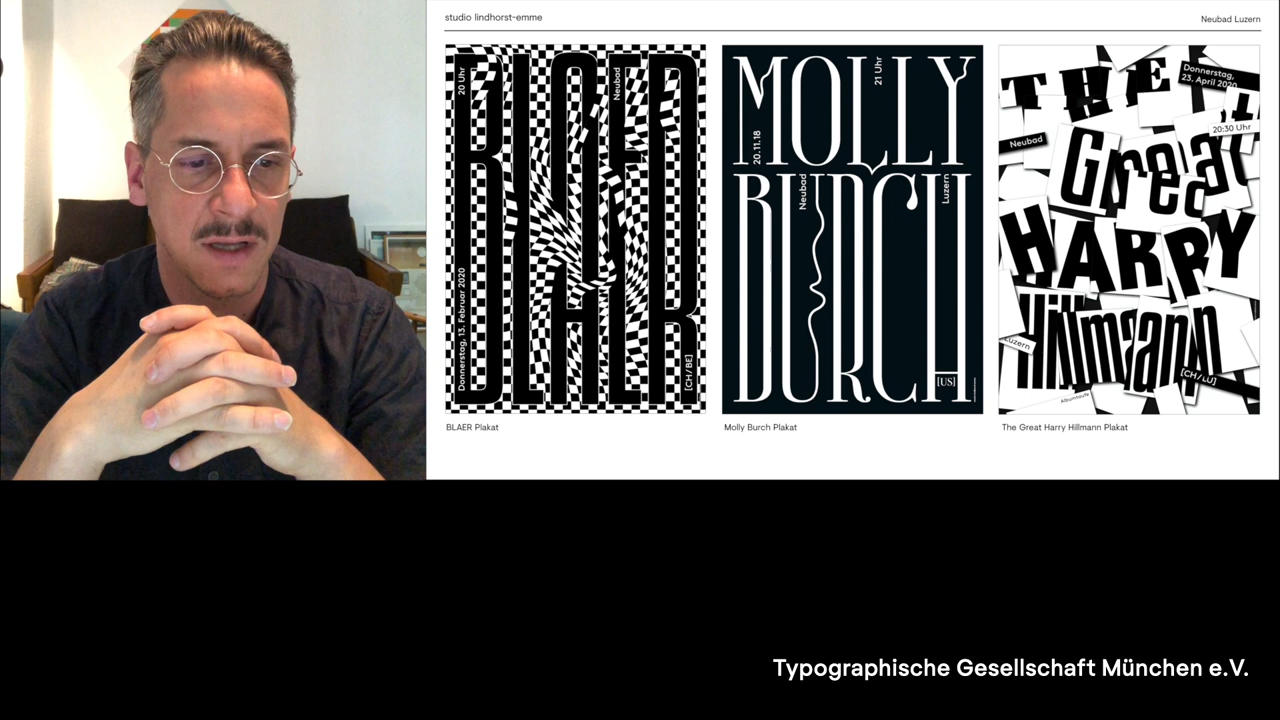 studio lindhorst-emme
Neubad Luzern
BLAER
20 Uhr
Neubad
Donnerstag, 13. Februar 2020
[CH/BE]
BLAER Plakat
MOLLY
21 Uhr
20.11.18
BURCH
Neubad
Luzern
[US]
Molly Burch Plakat
THE
Donnerstag,
23. April 2020
20:30 Uhr
Neubad
Great
HARRY
Hillmann
Luzern
[CH/LU]
Albumtaufe
The Great Harry Hillmann Plakat
Typographische Gesellschaft München e.V.